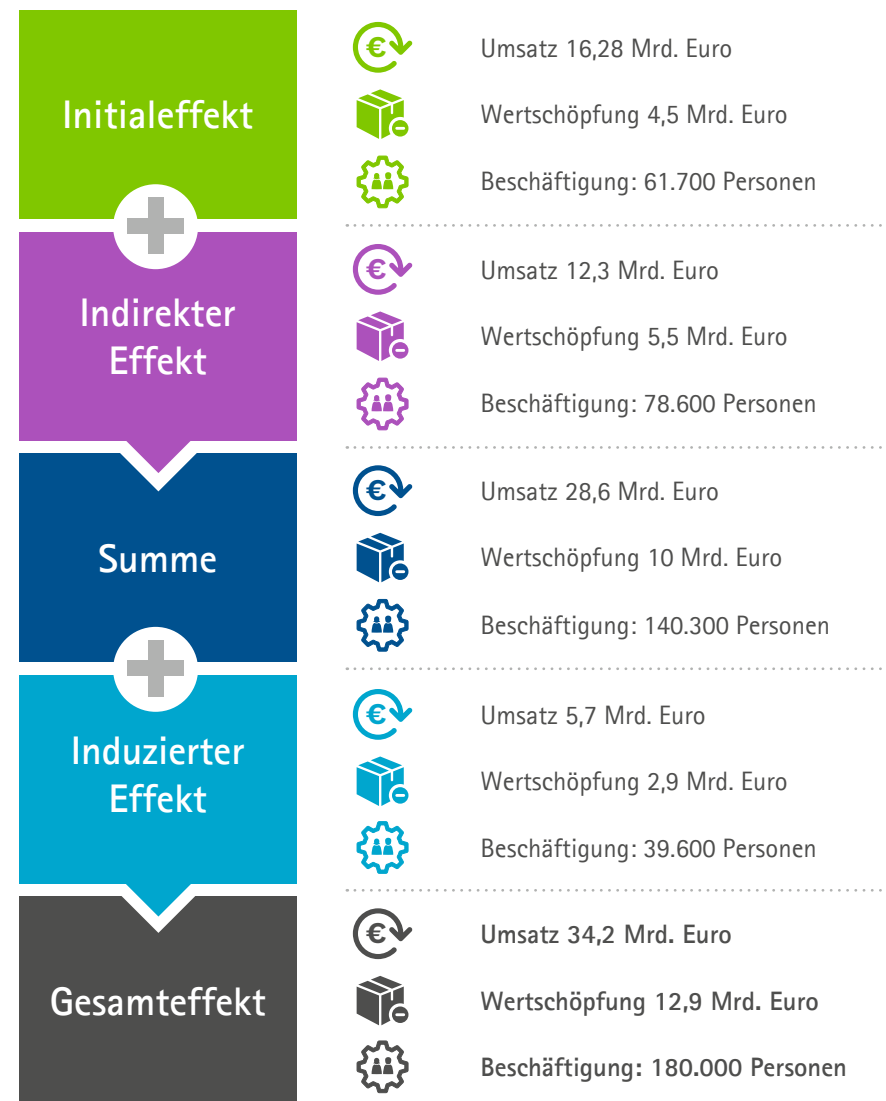 Initialeffekt
Umsatz 16,28 Mrd. Euro
Wertschöpfung 4,5 Mrd. Euro
Beschäftigung: 61.700 Personen
Indirekter
Effekt
Umsatz 12,3 Mrd. Euro
Wertschöpfung 5,5 Mrd. Euro
Beschäftigung: 78.600 Personen
Summe
Umsatz 28,6 Mrd. Euro
Wertschöpfung 10 Mrd. Euro
Beschäftigung: 140.300 Personen
Induzierter
Effekt
Umsatz 5,7 Mrd. Euro
Wertschöpfung 2,9 Mrd. Euro
Beschäftigung: 39.600 Personen
Gesamteffekt
Umsatz 34,2 Mrd. Euro
Wertschöpfung 12,9 Mrd. Euro
Beschäftigung: 180.000 Personen